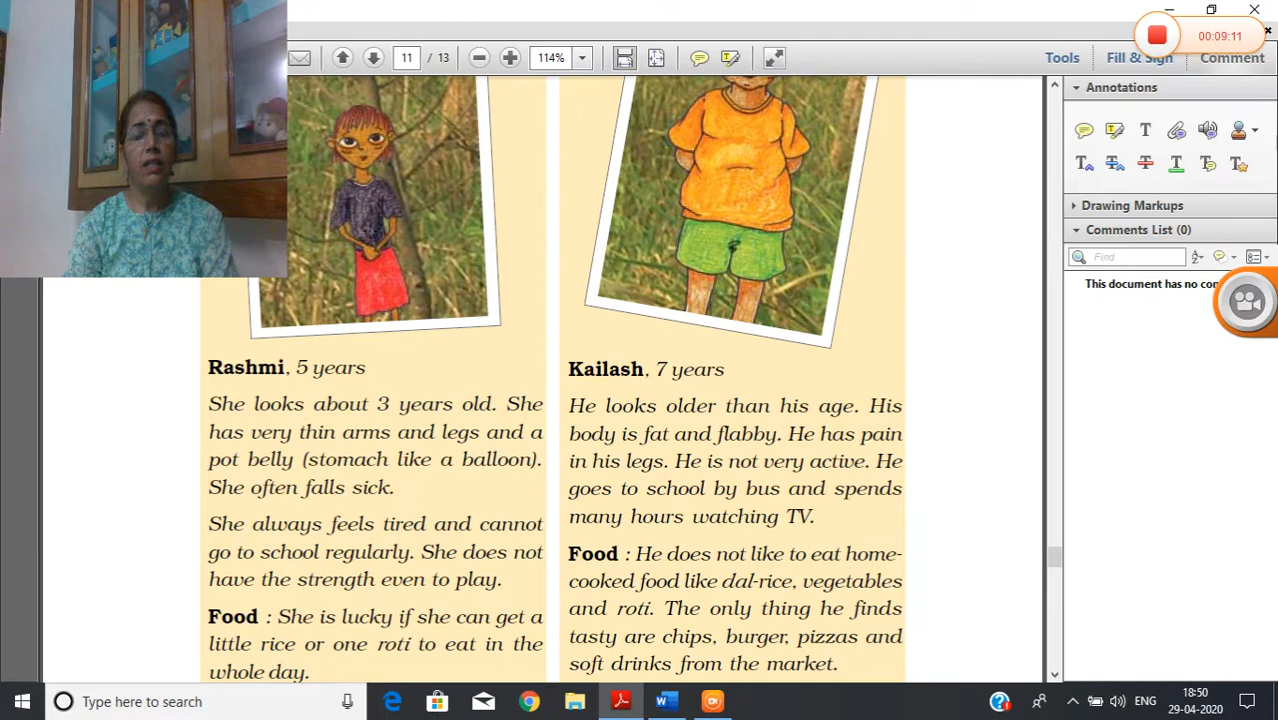 00:09:11
11 / 13
114%
Tools
Fill & Sign
Comment
Annotations
Drawing Markups
Comments List (0)
Find
This document has no con
Rashmi, 5 years
She looks about 3 years old. She
has very thin arms and legs and a
pot belly (stomach like a balloon).
She often falls sick.
She always feels tired and cannot
go to school regularly. She does not
have the strength even to play.
Food : She is lucky if she can get a
little rice or one roti to eat in the
whole day.
Kailash, 7 years
He looks older than his age. His
body is fat and flabby. He has pain
in his legs. He is not very active. He
goes to school by bus and spends
many hours watching TV.
Food : He does not like to eat home-
cooked food like dal-rice, vegetables
and roti. The only thing he finds
tasty are chips, burger, pizzas and
soft drinks from the market.
Type here to search
ENG
18:50
29-04-2020